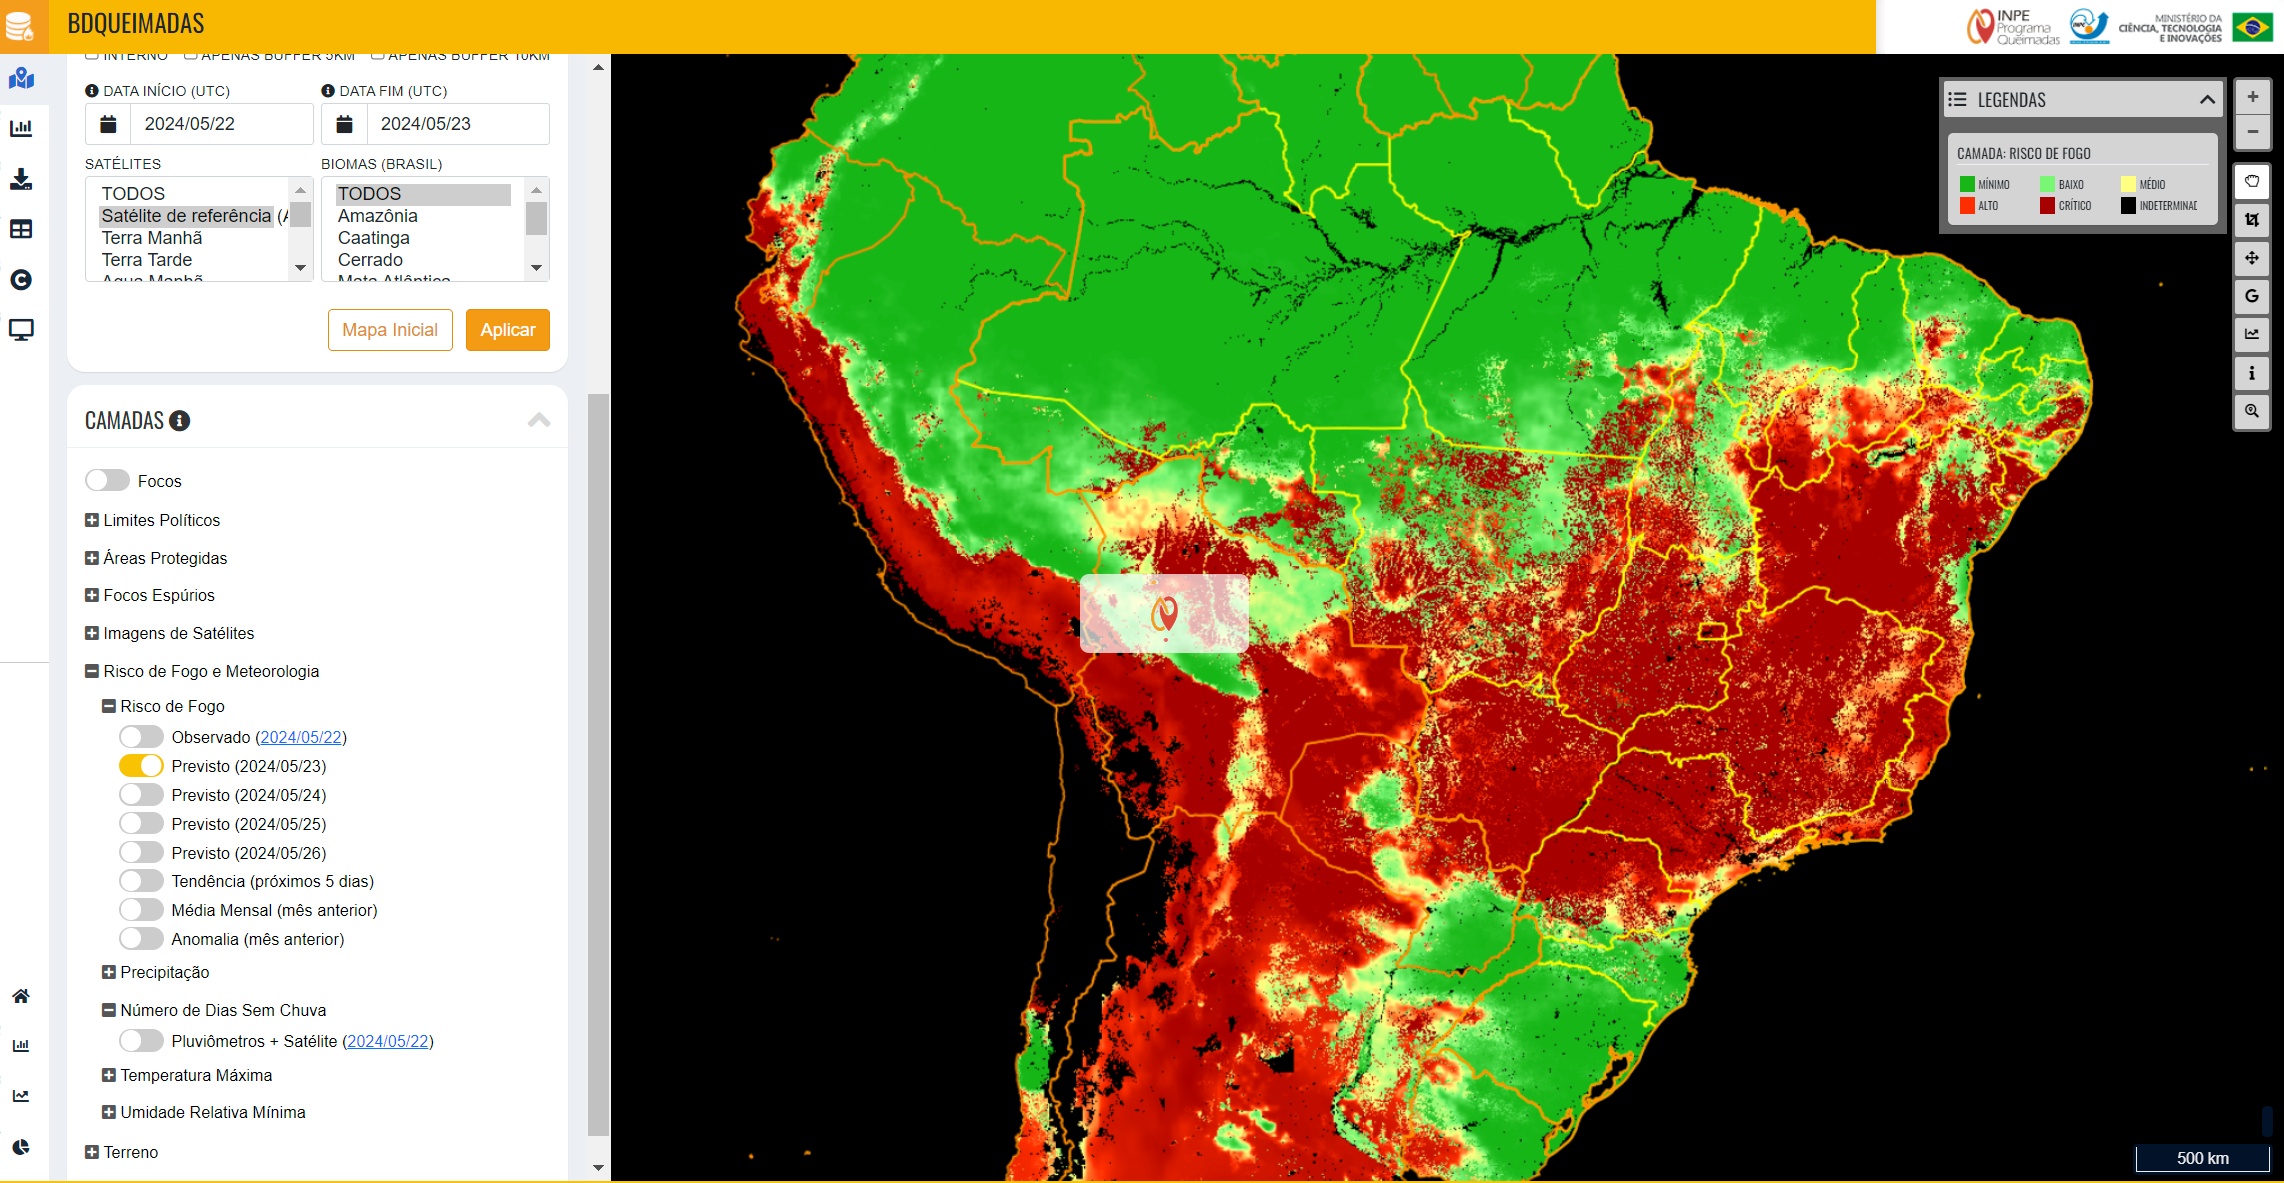 BDQUEIMADAS
INPE
Programa
Queimadas
MINISTÉRIO DA
CIÊNCIA, TECNOLOGIA
E INOVAÇÕES
INTERNO APENAS BUFFER 5KM APENAS BUFFER 10KM
DATA INÍCIO (UTC) DATA FIM (UTC)
2024/05/22 2024/05/23
SATÉLITES BIOMAS (BRASIL)
TODOS TODOS
Satélite de referência (A Amazônia
Terra Manhã Caatinga
Terra Tarde Cerrado
Aqua Manhã Mata Atlântica
Mapa Inicial Aplicar
CAMADAS
Focos
Limites Políticos
Áreas Protegidas
Focos Espúrios
Imagens de Satélites
Risco de Fogo e Meteorologia
Risco de Fogo
Observado (2024/05/22)
Previsto (2024/05/23)
Previsto (2024/05/24)
Previsto (2024/05/25)
Previsto (2024/05/26)
Tendência (próximos 5 dias)
Média Mensal (mês anterior)
Anomalia (mês anterior)
Precipitação
Número de Dias Sem Chuva
Pluviômetros + Satélite (2024/05/22)
Temperatura Máxima
Umidade Relativa Mínima
Terreno
LEGENDAS
CAMADA: RISCO DE FOGO
MÍNIMO BAIXO MÉDIO
ALTO CRÍTICO INDETERMINAD
500 km